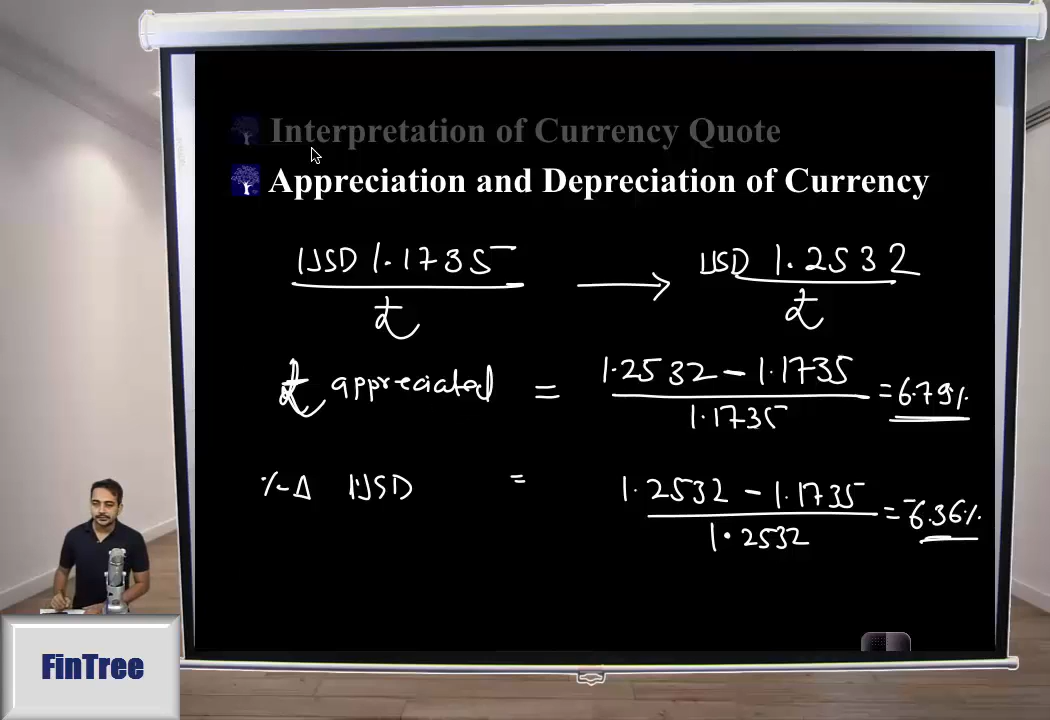 Interpretation of Currency Quote
Appreciation and Depreciation of Currency
USD 1.1735 / £ → USD 1.2532 / £
£ appreciated = 1.2532 - 1.1735 / 1.1735 = 6.79%
%Δ USD = 1.2532 - 1.1735 / 1.2532 = -6.36%
FinTree